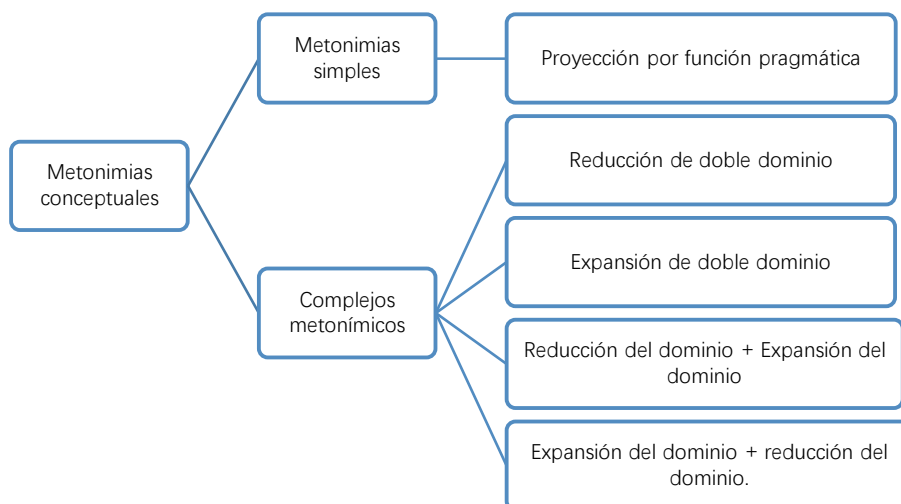 Metonimias
conceptuales
Metonimias
simples
Proyección por función pragmática
Complejos
metonímicos
Reducción de doble dominio
Expansión de doble dominio
Reducción del dominio + Expansión del
dominio
Expansión del dominio + reducción del
dominio.